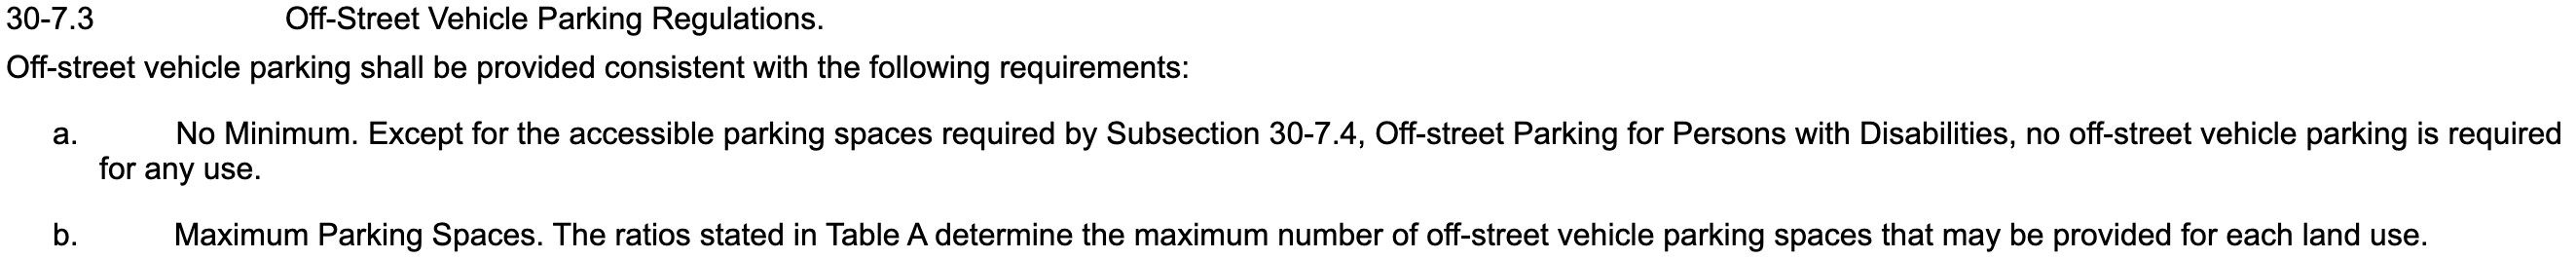 30-7.3 Off-Street Vehicle Parking Regulations.
Off-street vehicle parking shall be provided consistent with the following requirements:
a. No Minimum. Except for the accessible parking spaces required by Subsection 30-7.4, Off-street Parking for Persons with Disabilities, no off-street vehicle parking is required
for any use.
b. Maximum Parking Spaces. The ratios stated in Table A determine the maximum number of off-street vehicle parking spaces that may be provided for each land use.